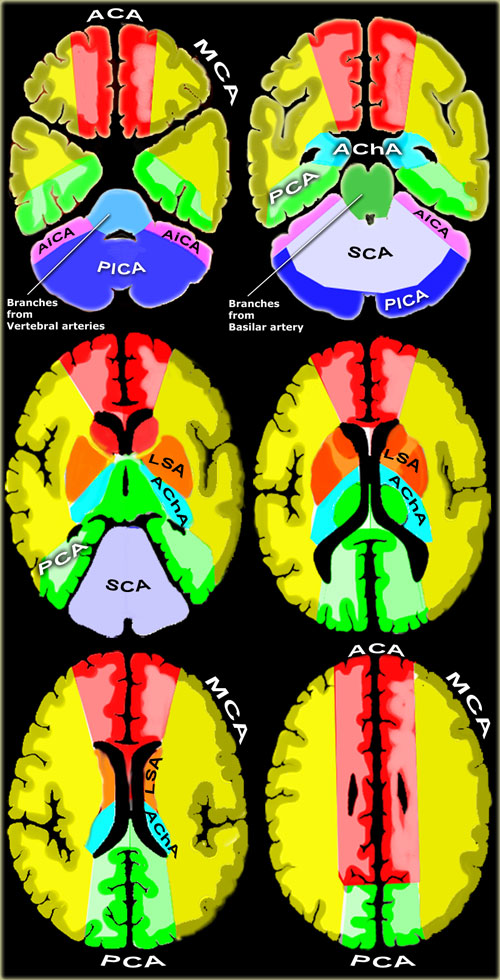 ACA
MCA
AICA
AICA
PICA
Branches
from
Vertebral arteries
AChA
PCA
AICA
SCA
PICA
Branches
from
Basilar artery
LSA
AChA
PCA
SCA
LSA
AChA
MCA
LSA
AChA
PCA
ACA
MCA
PCA